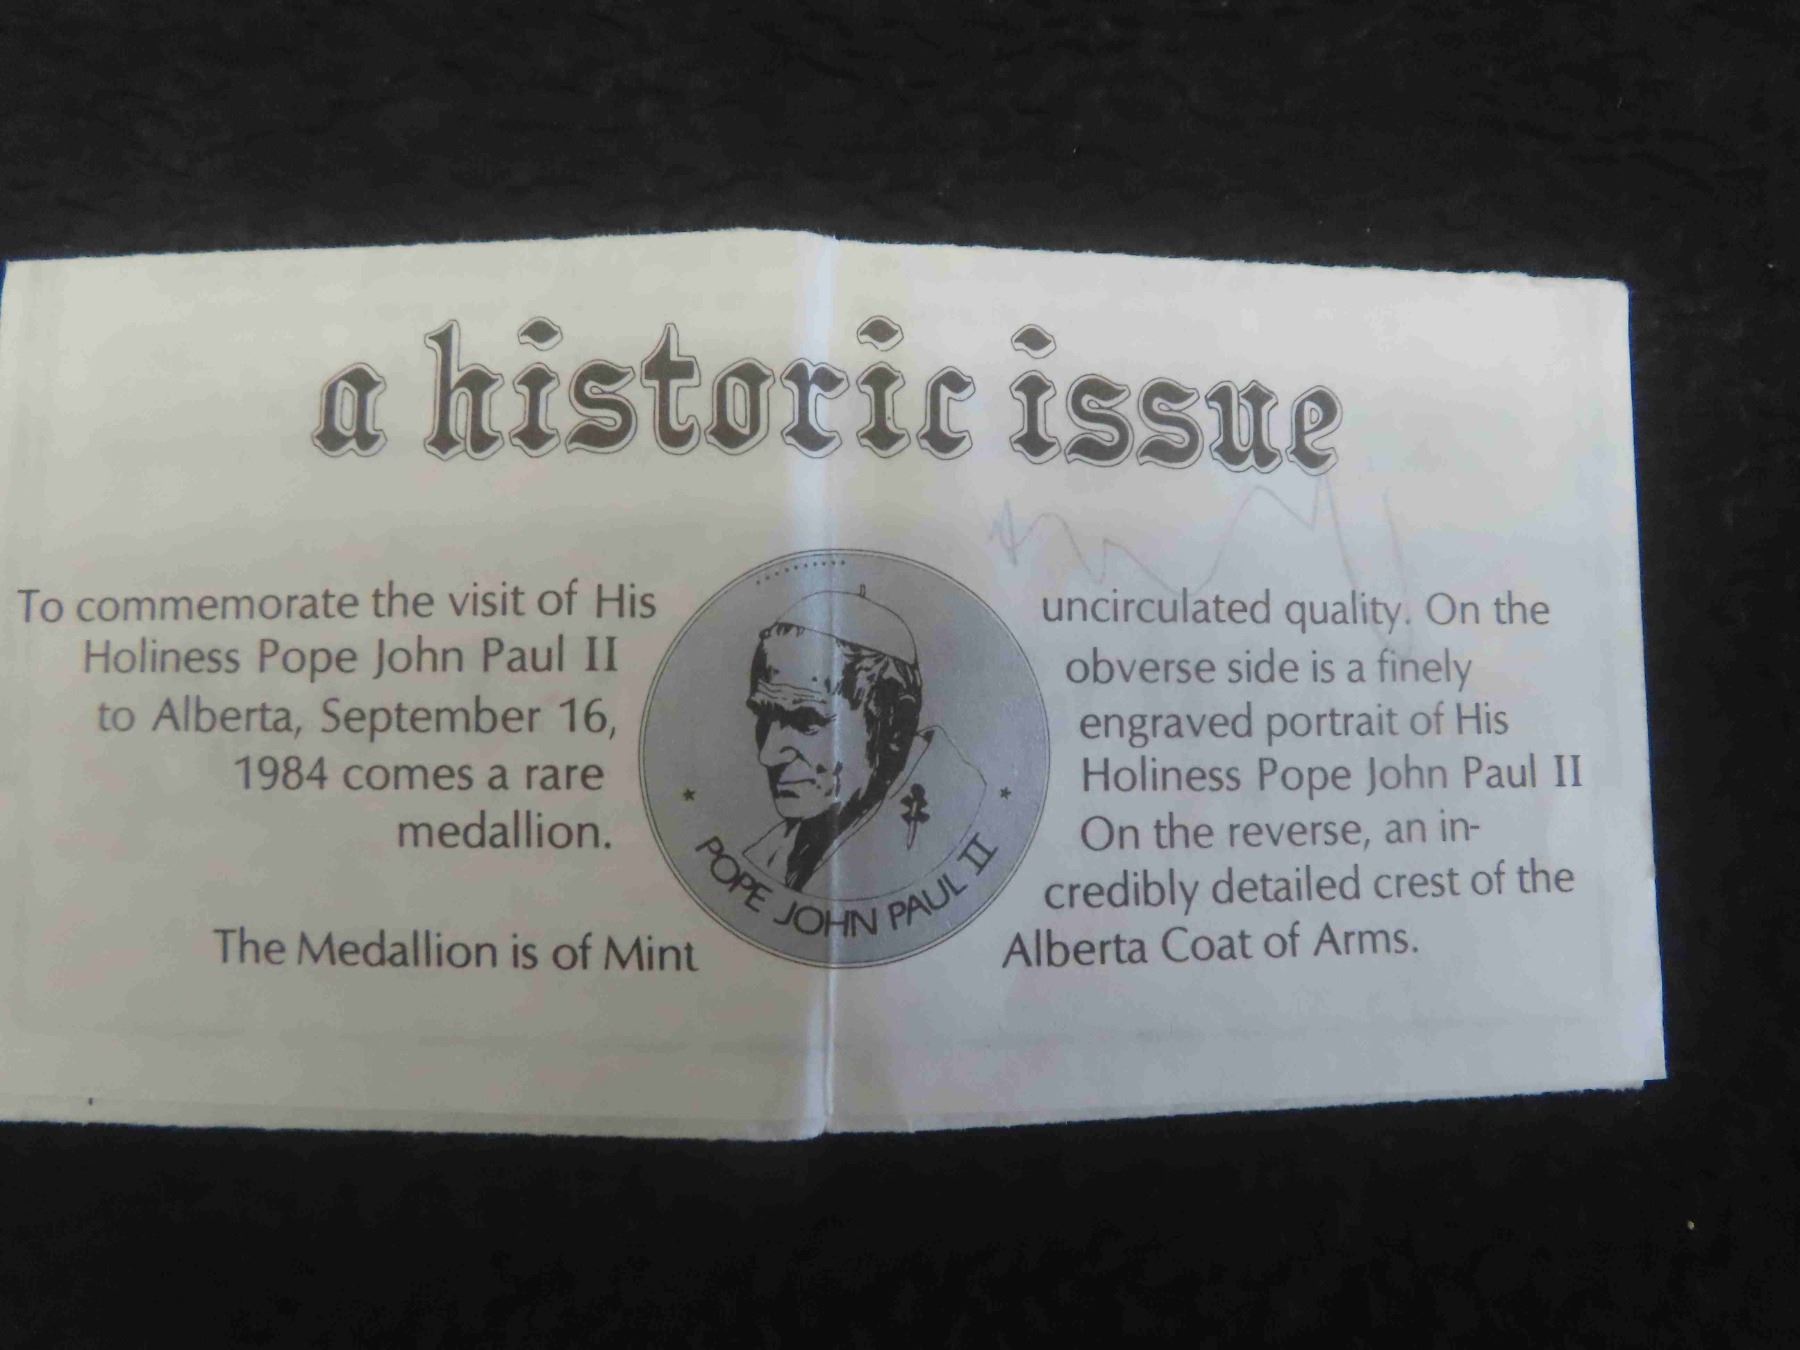 a historic issue
To commemorate the visit of His
Holiness Pope John Paul II
to Alberta, September 16,
1984 comes a rare
medallion.
The Medallion is of Mint
POPE JOHN PAUL II
uncirculated quality. On the
obverse side is a finely
engraved portrait of His
Holiness Pope John Paul II
On the reverse, an in-
credibly detailed crest of the
Alberta Coat of Arms.